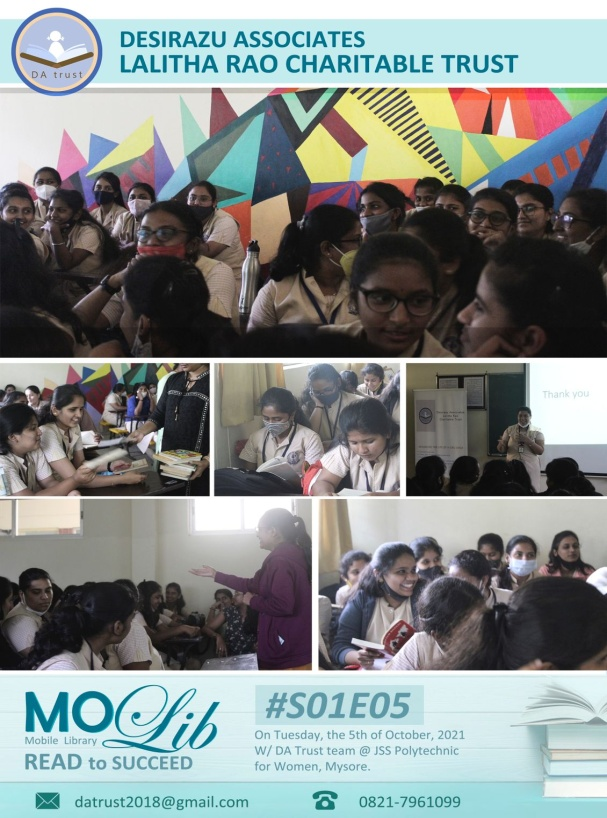 DA trust
DESIRAZU ASSOCIATES
LALITHA RAO CHARITABLE TRUST
Thank you
MOLib
Mobile Library
READ to SUCCEED
#S01E05
On Tuesday, the 5th of October, 2021
W/ DA Trust team @ JSS Polytechnic
for Women, Mysore.
datrust2018@gmail.com
0821-7961099